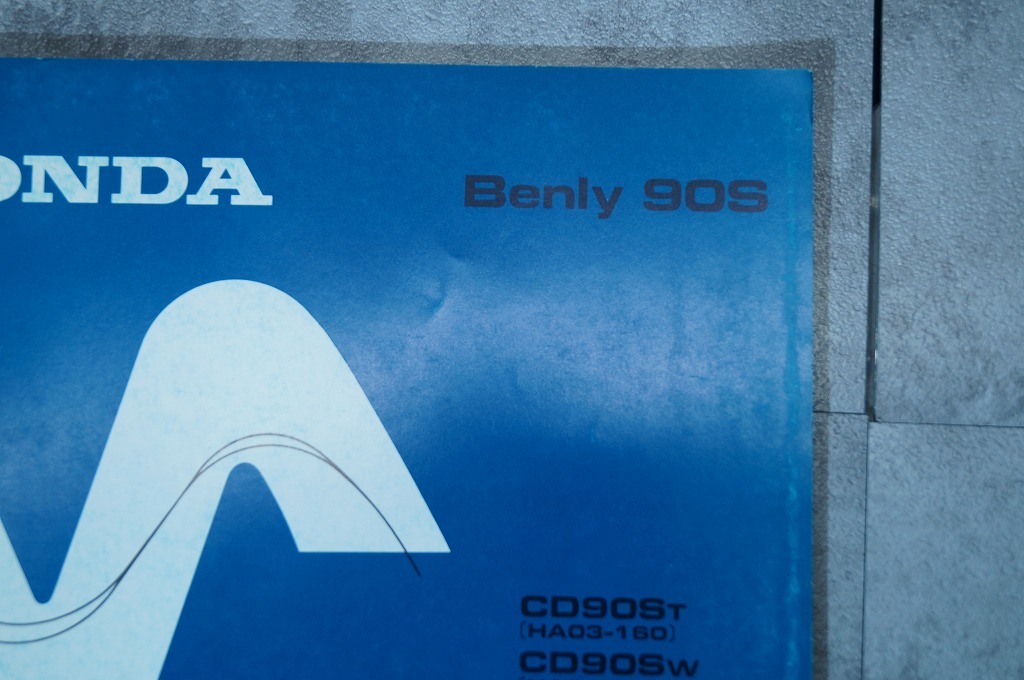 ONDA
Benly 90S
CD90ST
(HA03-160)
CD90SW